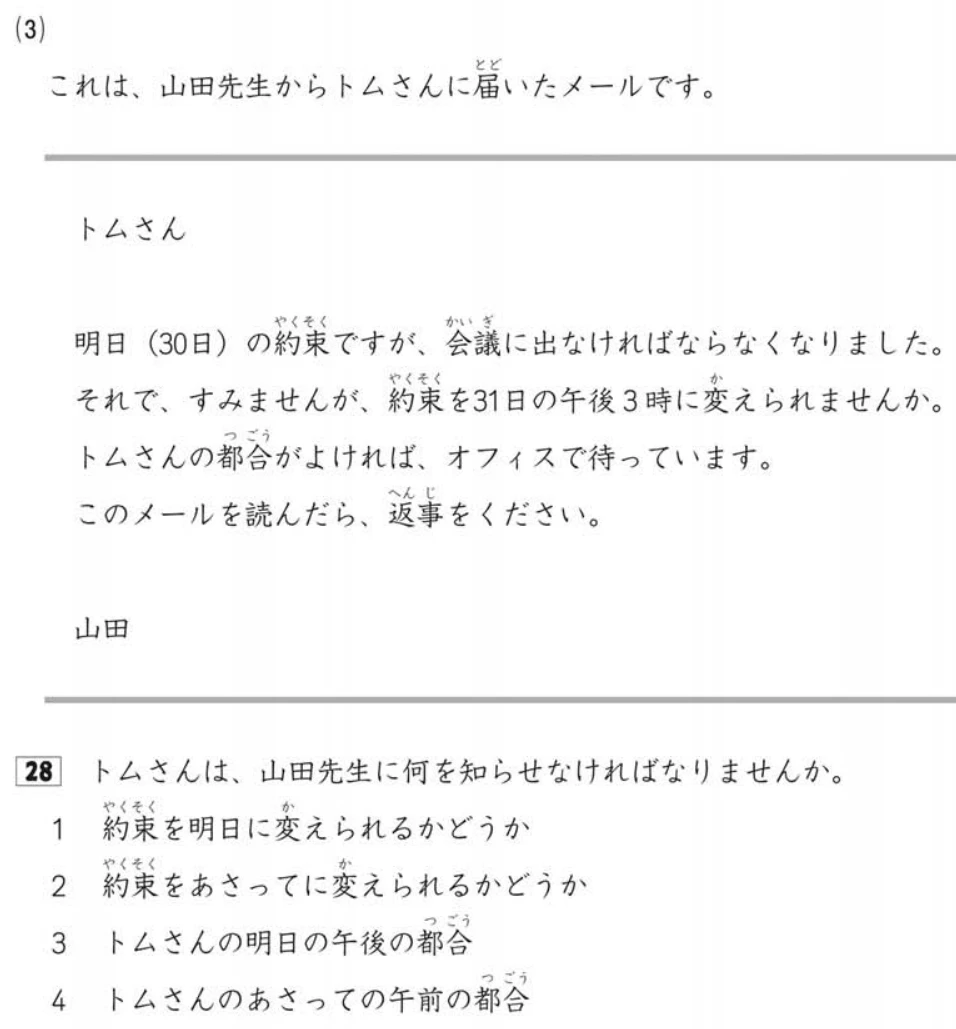 (3)
これは、山田先生からトムさんに届いたメールです。
トムさん
明日（30日）の約束ですが、会議に出なければならなくなりました。
それで、すみませんが、約束を31日の午後3時に変えられませんか。
トムさんの都合がよければ、オフィスで待っています。
このメールを読んだら、返事をください。
山田
28 トムさんは、山田先生に何を知らせなければなりませんか。
1 約束を明日に変えられるかどうか
2 約束をあさってに変えられるかどうか
3 トムさんの明日の午後の都合
4 トムさんのあさっての午前の都合